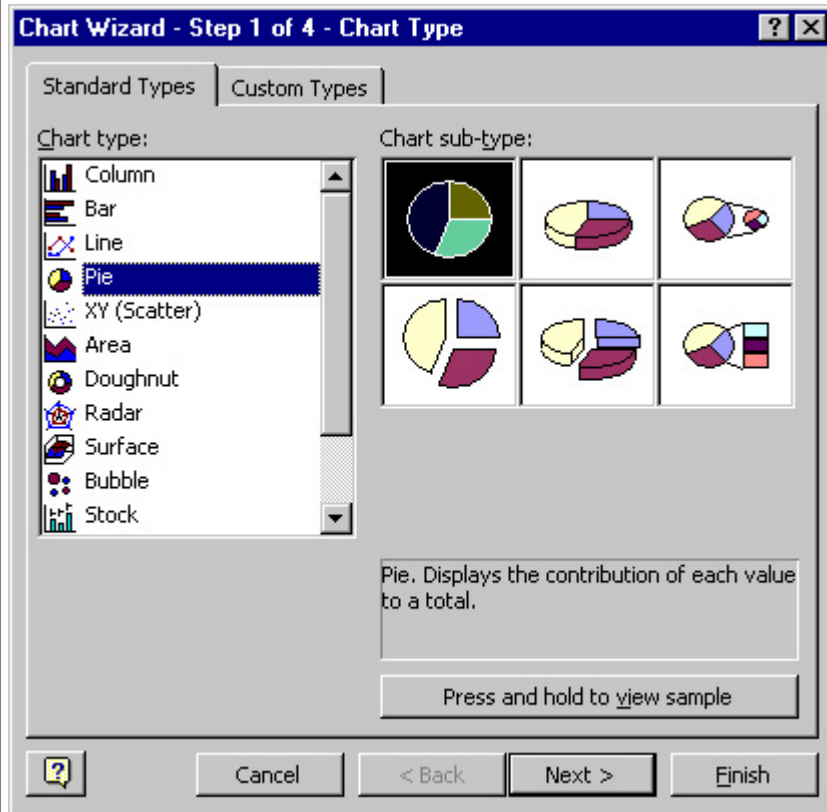 Chart Wizard - Step 1 of 4 - Chart Type
Standard Types
Custom Types
Chart type:
Column
Bar
Line
Pie
XY (Scatter)
Area
Doughnut
Radar
Surface
Bubble
Stock
Chart sub-type:
Pie. Displays the contribution of each value
to a total.
Press and hold to view sample
Cancel
< Back
Next >
Finish